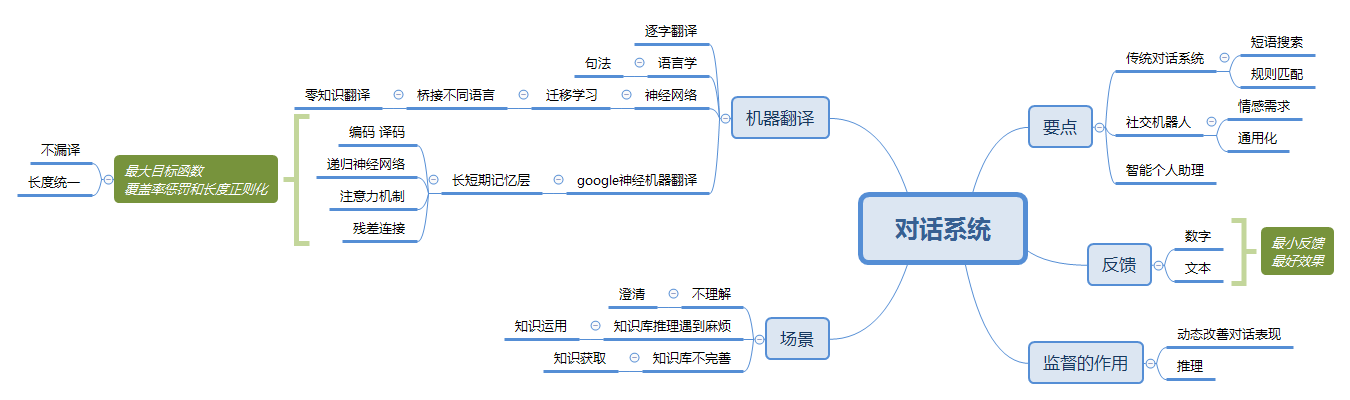 对话系统
要点
传统对话系统
短语搜索
规则匹配
社交机器人
情感需求
通用化
智能个人助理
反馈
数字
文本
最小反馈
最好效果
监督的作用
动态改善对话表现
推理
机器翻译
逐字翻译
语言学
句法
神经网络
迁移学习
桥接不同语言
零知识翻译
google神经机器翻译
长短期记忆层
编码 译码
递归神经网络
注意力机制
残差连接
最大目标函数
覆盖率惩罚和长度正则化
不漏译
长度统一
场景
不理解
澄清
知识库推理遇到麻烦
知识运用
知识库不完善
知识获取